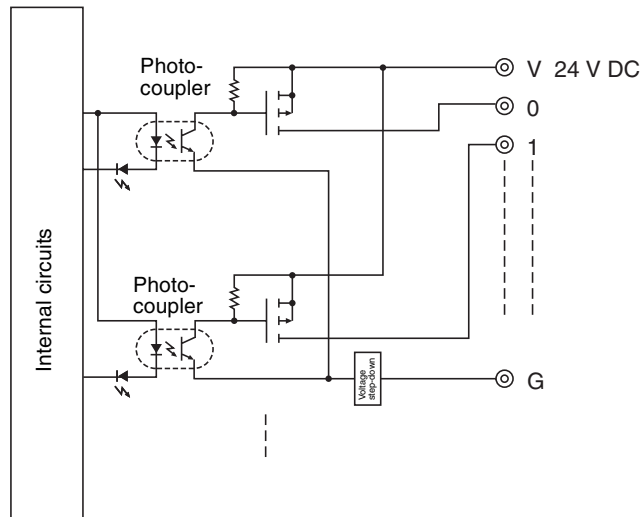 Photo-
coupler
V 24 V DC
0
1
Internal circuits
Photo-
coupler
Voltage
step-down
G